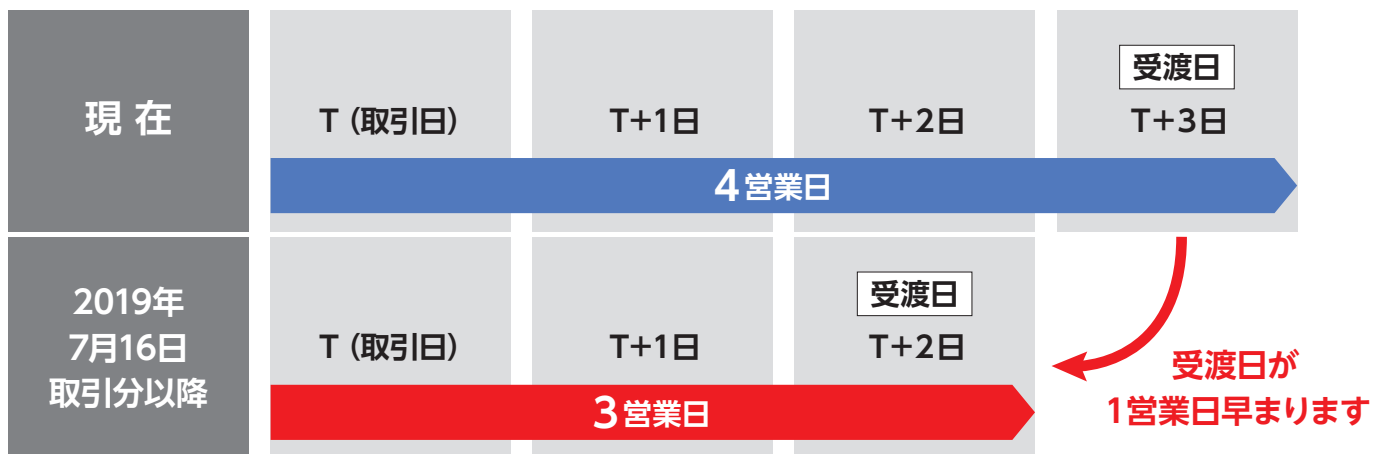 現 在
T（取引日）
T+1日
T+2日
受渡日
T+3日
4営業日
2019年
7月16日
取引分以降
T（取引日）
T+1日
受渡日
T+2日
3営業日
受渡日が
1営業日早まります